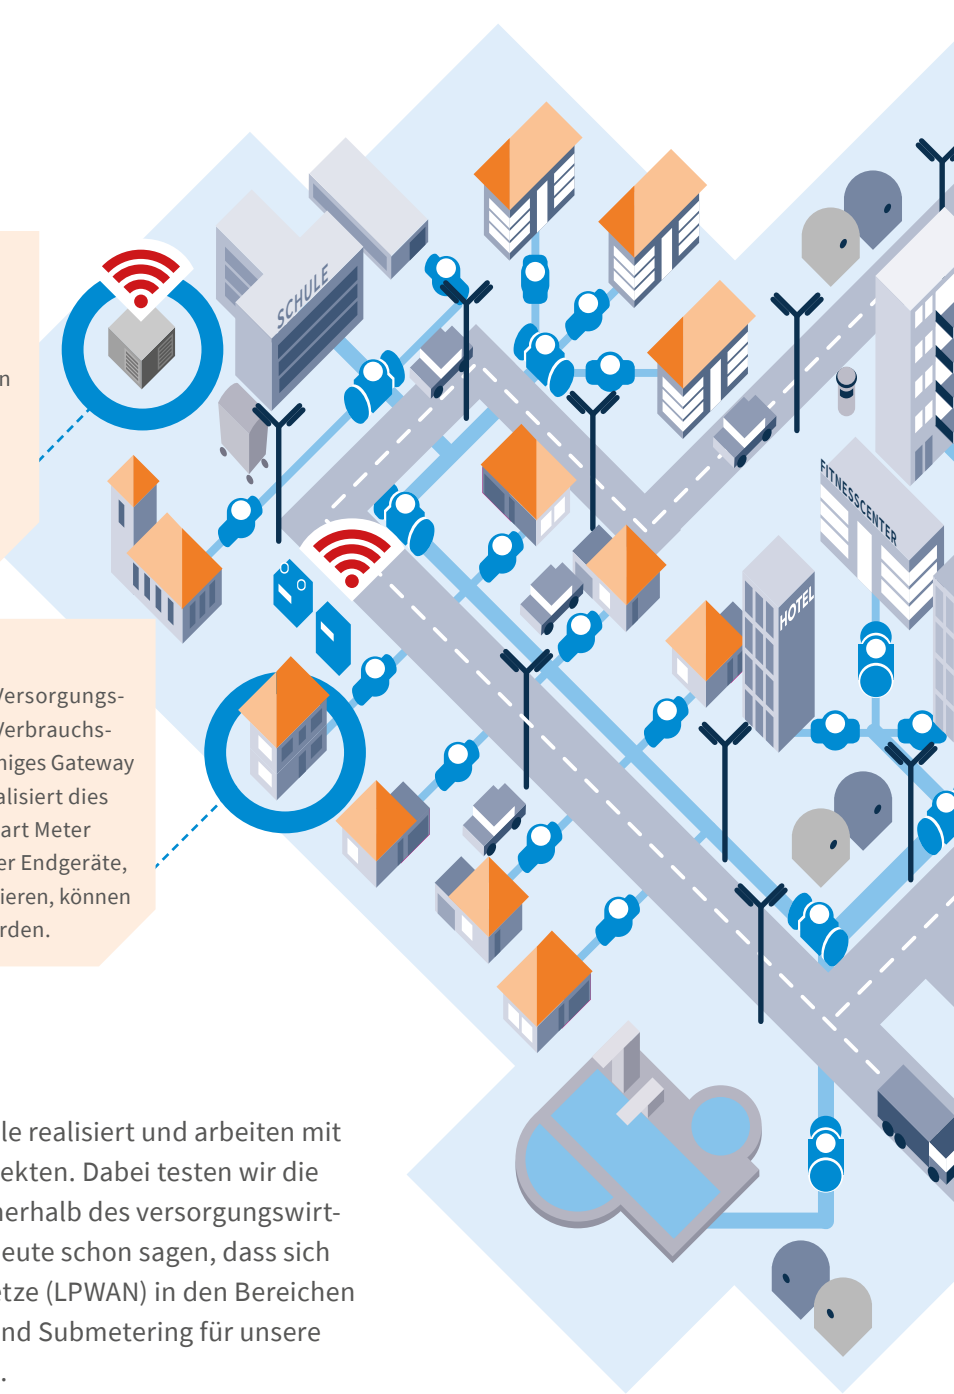 SCHULE
n
FITNESSCENTER
HOTEL
Versorgungs-
Verbrauchs-
niges Gateway
alisiert dies
art Meter
er Endgeräte,
ieren, können
rden.
le realisiert und arbeiten mit
ekten. Dabei testen wir die
nerhalb des versorgungswirt-
eute schon sagen, dass sich
etze (LPWAN) in den Bereichen
nd Submetering für unsere
.